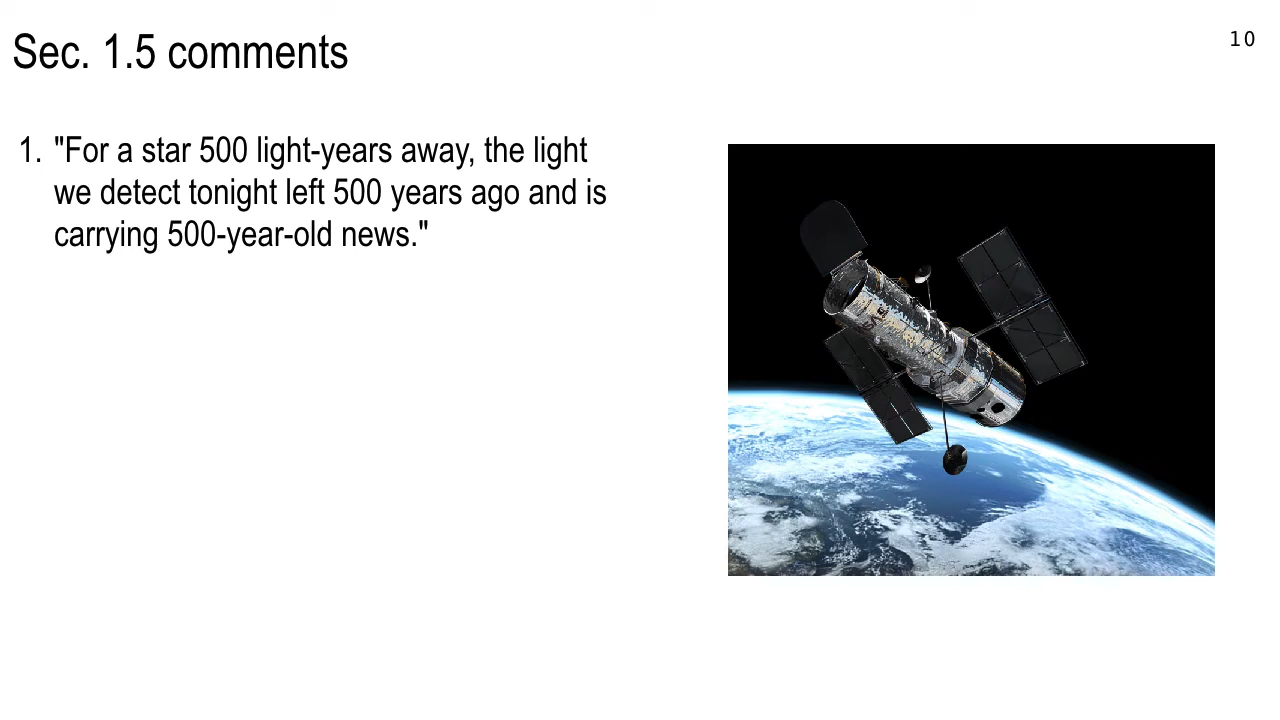 Sec. 1.5 comments
10
1. "For a star 500 light-years away, the light
we detect tonight left 500 years ago and is
carrying 500-year-old news."